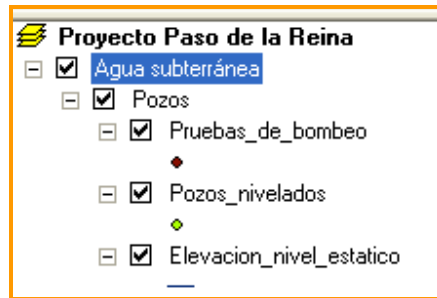 Proyecto Paso de la Reina
Agua subterránea
Pozos
Pruebas_de_bombeo
Pozos_nivelados
Elevacion_nivel_estatico